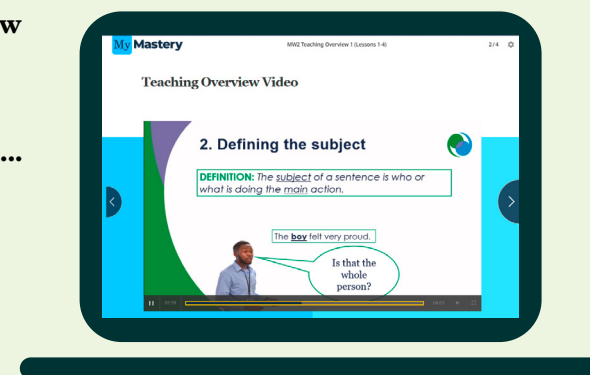 w
...
My Mastery
MW2 Teaching Overview 1 (Lessons 1-4)
2/4
Teaching Overview Video
2. Defining the subject
DEFINITION: The subject of a sentence is who or
what is doing the main action.
The boy felt very proud.
Is that the
whole
person?